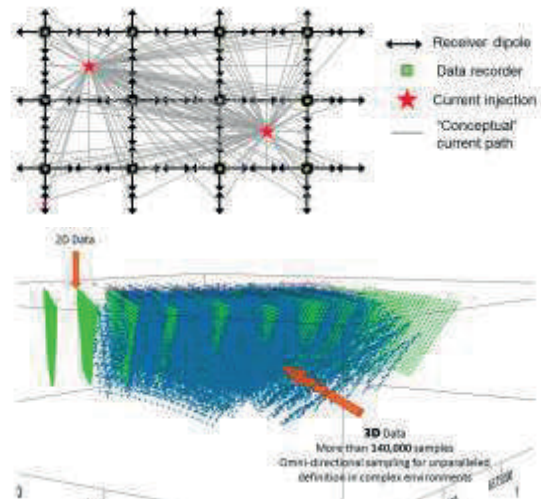 Receiver dipole
Data recorder
Current injection
"Conceptual"
current path
2D Data
3D Data
More than 140,000 samples
Omni-directional sampling for unparalleled
definition in complex environments